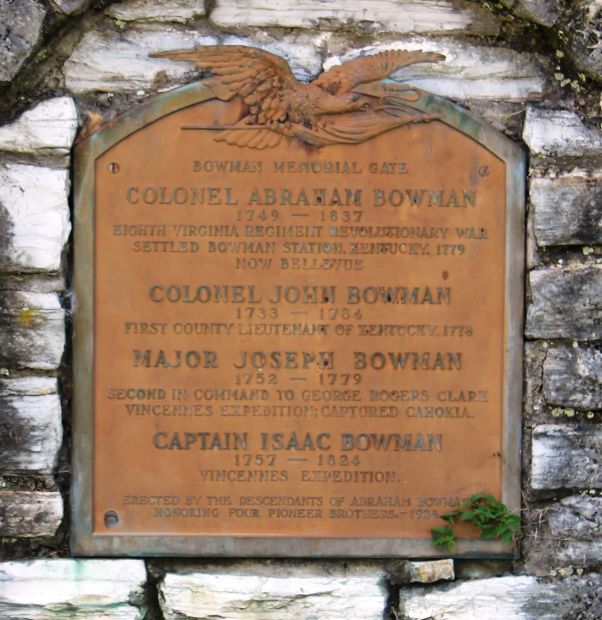 BOWMAN MEMORIAL GATE
COLONEL ABRAHAM BOWMAN
1749 — 1837
EIGHTH VIRGINIA REGIMENT REVOLUTIONARY WAR
SETTLED BOWMAN STATION, KENTUCKY, 1779
NOW BELLEVUE
COLONEL JOHN BOWMAN
1733 — 1784
FIRST COUNTY LIEUTENANT OF KENTUCKY, 1778
MAJOR JOSEPH BOWMAN
1752 — 1779
SECOND IN COMMAND TO GEORGE ROGERS CLARK
VINCENNES EXPEDITION; CAPTURED CAHOKIA.
CAPTAIN ISAAC BOWMAN
1757 — 1824
VINCENNES EXPEDITION.
ERECTED BY THE DESCENDANTS OF ABRAHAM BOWMAN
HONORING FOUR PIONEER BROTHERS.